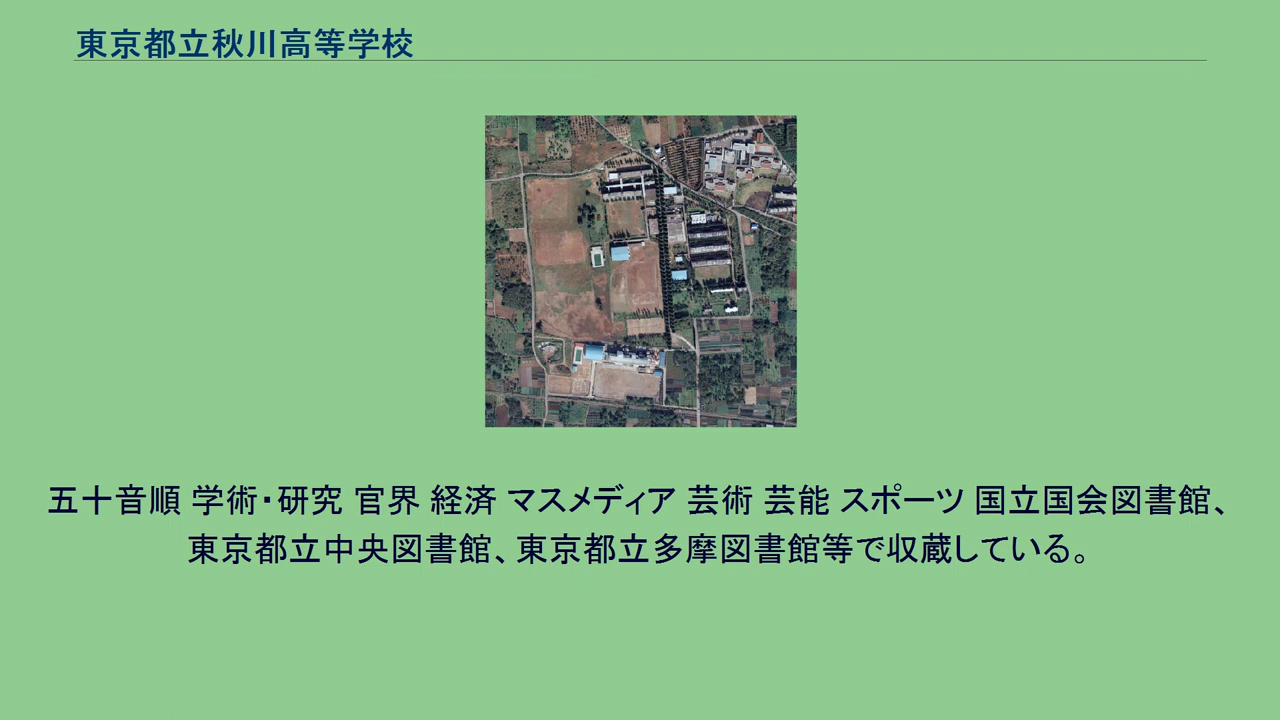 東京都立秋川高等学校
五十音順 学術・研究 官界 経済 マスメディア 芸術 芸能 スポーツ 国立国会図書館、
東京都立中央図書館、東京都立多摩図書館等で収蔵している。